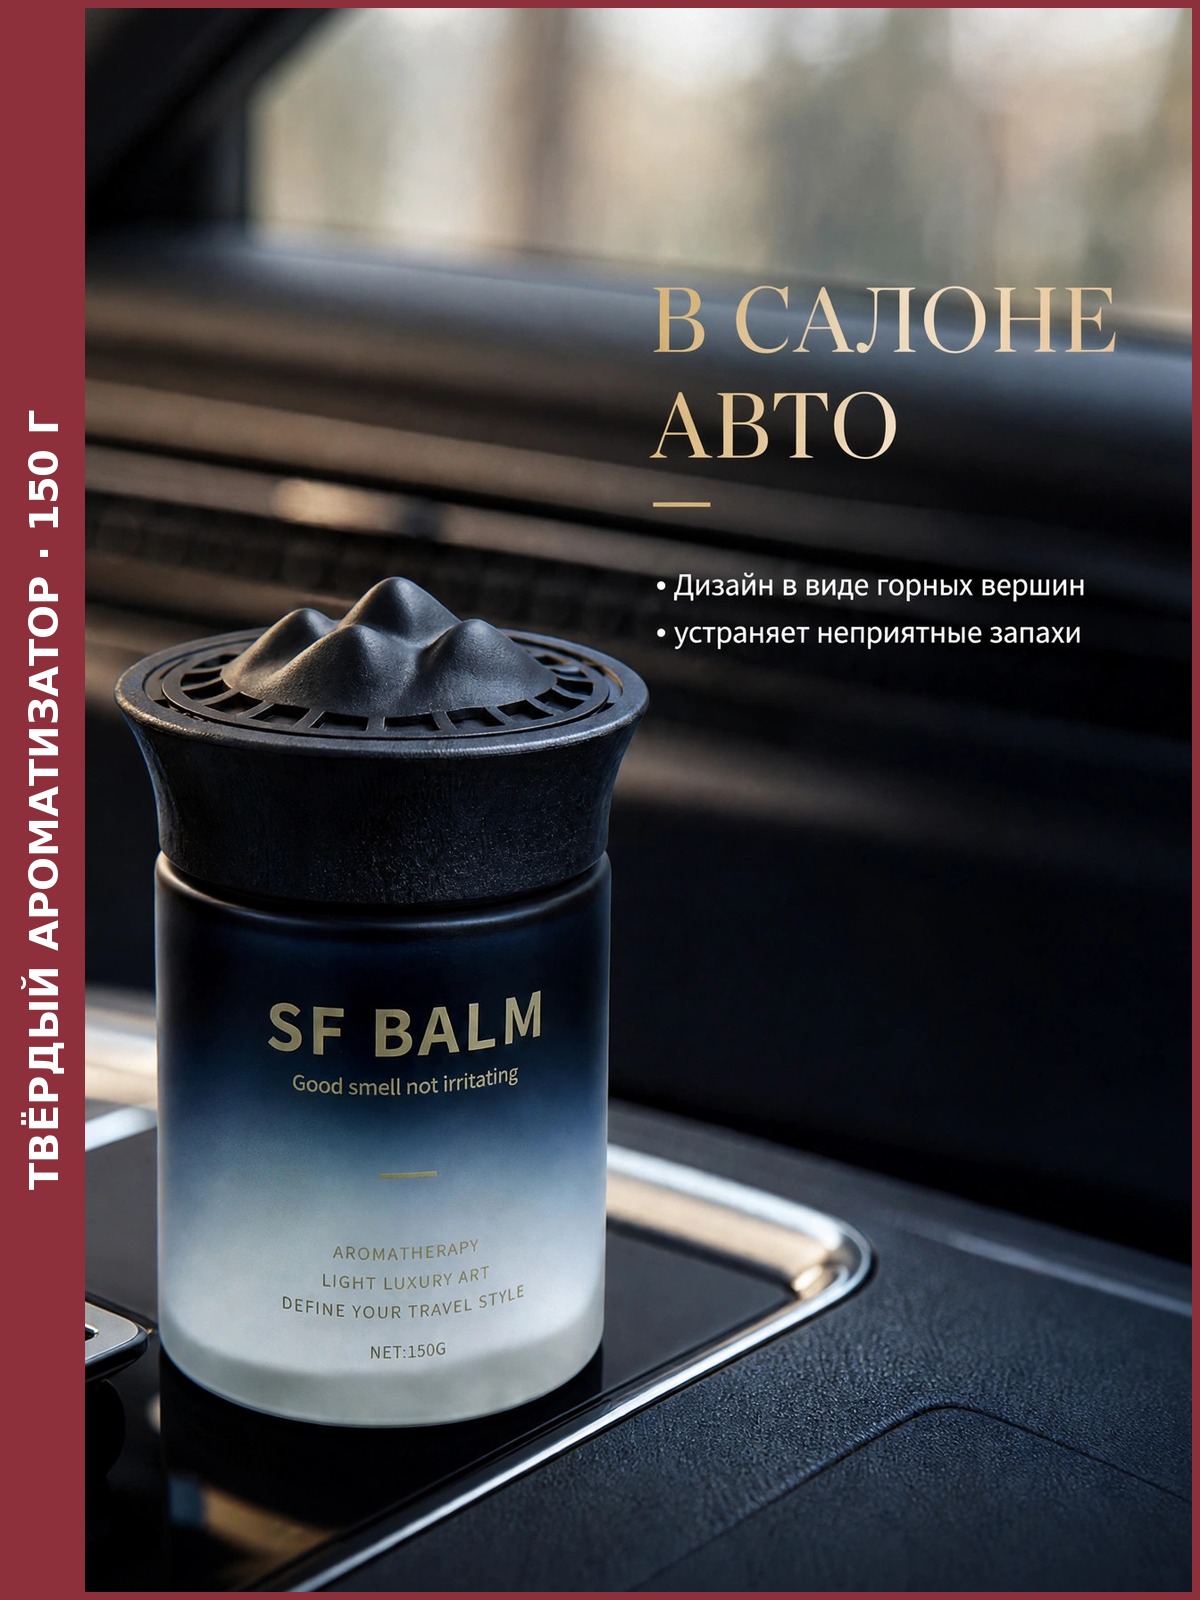 ТВЁРДЫЙ АРОМАТИЗАТОР · 150 Г
В САЛОНЕ
АВТО
• Дизайн в виде горных вершин
• устраняет неприятные запахи
SF BALM
Good smell not irritating
AROMATHERAPY
LIGHT LUXURY ART
DEFINE YOUR TRAVEL STYLE
NET:150G